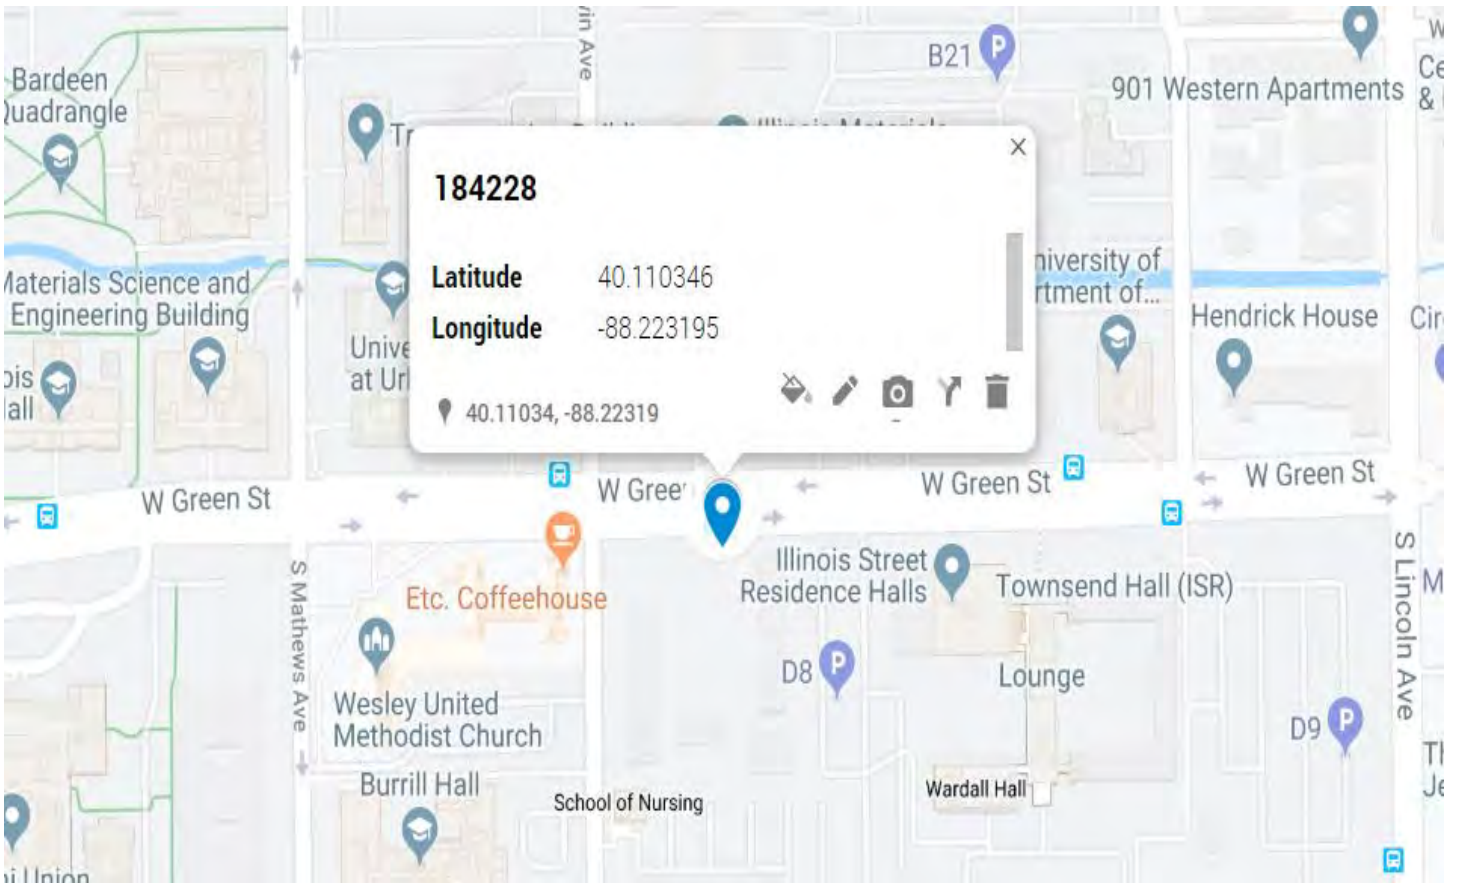 B21
P
901 Western Apartments
Bardeen
Quadrangle
184228
Latitude 40.110346
Longitude -88.223195
40.11034, -88.22319
Materials Science and
Engineering Building
Hendrick House
W Green St
W Green St
W Green St
Illinois Street
Residence Halls
Townsend Hall (ISR)
Etc. Coffeehouse
S Mathews Ave
S Lincoln Ave
D8
P
Lounge
Wesley United
Methodist Church
D9
P
Burrill Hall
School of Nursing
Wardall Hall
Union